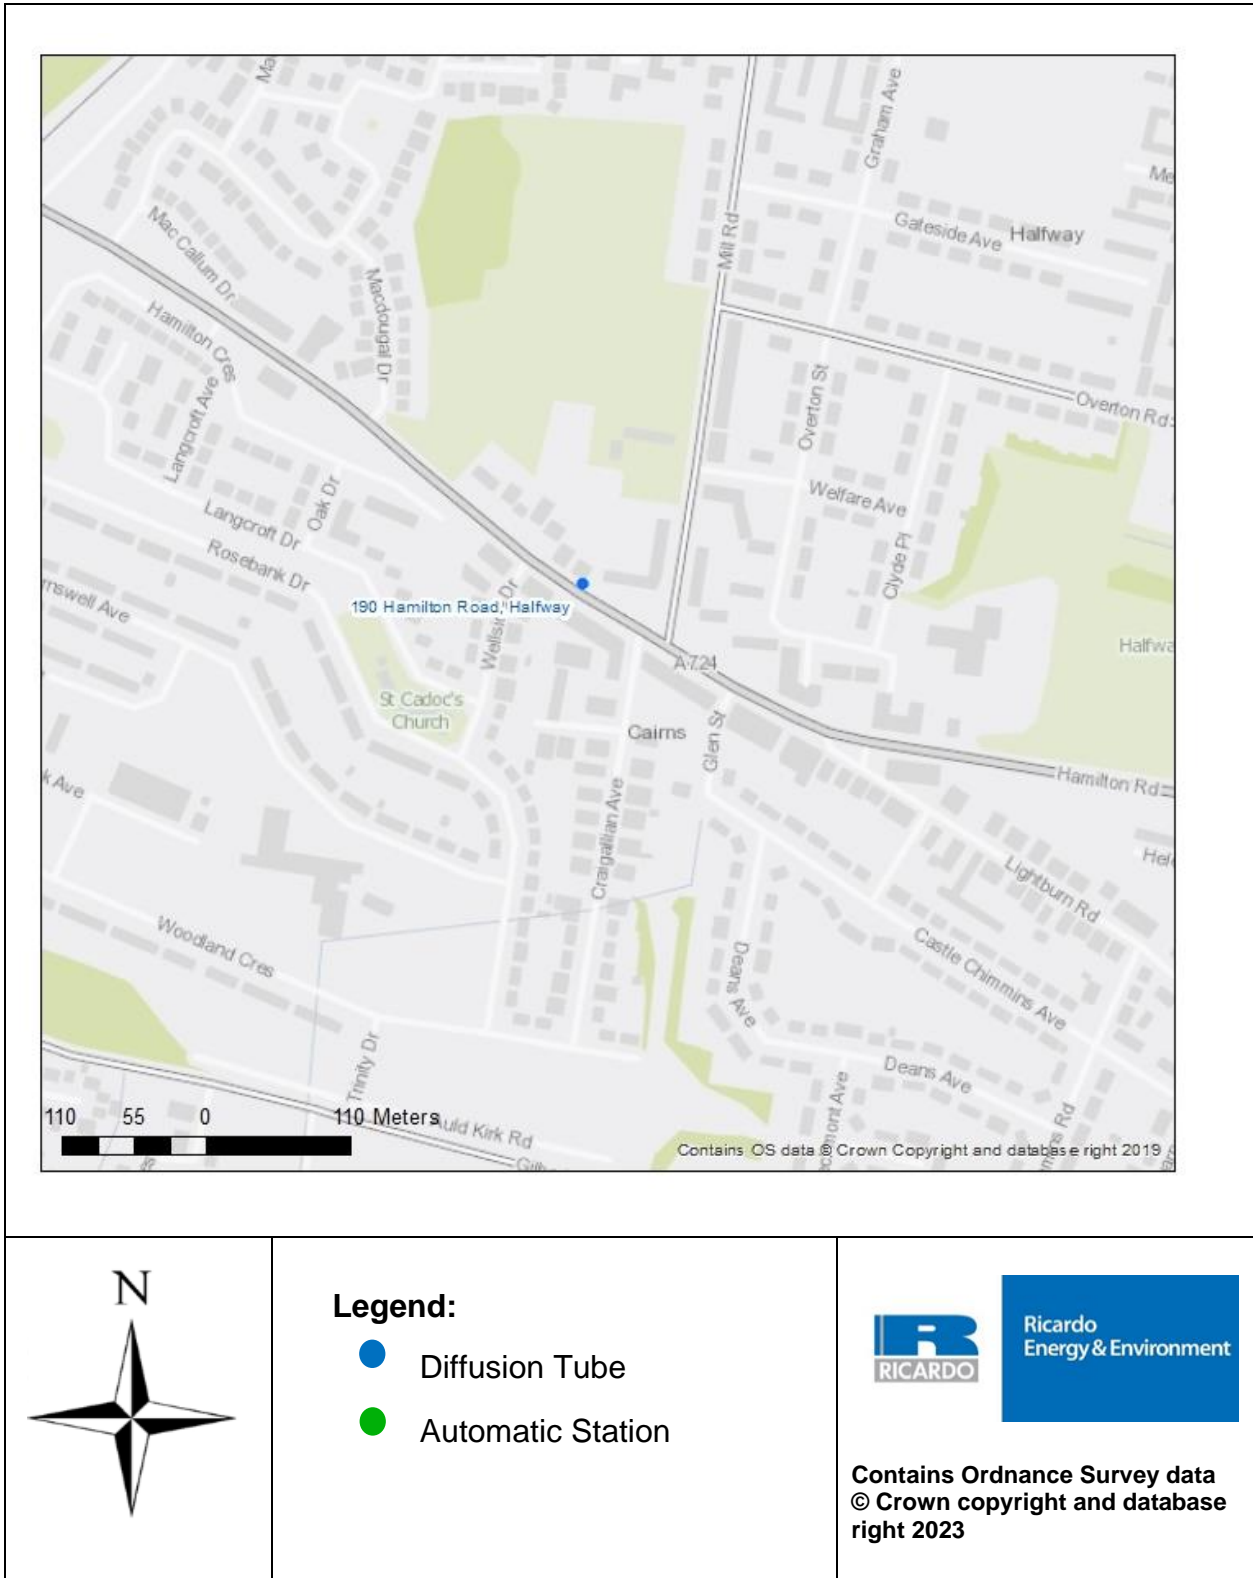 Graham Ave
Gateside Ave
Halfway
Mill Rd
Mac Callum Dr
Macdougal Dr
Hamilton Cres
Langcroft Ave
Overton St
Overton Rd
Oak Dr
Langcroft Dr
Welfare Ave
Rosebank Dr
Clyde Pl
190 Hamilton Road, Halfway
A724
St Cadoc's
Church
Cairns
Glen St
Hamilton Rd
Craigallian Ave
Lightburn Rd
Woodland Cres
Castle Chimmins Ave
Deans
Ave
Deans Ave
Trinity Dr
110 55 0 110 Meters
Auld Kirk Rd
Contains OS data © Crown Copyright and database right 2019
N
Legend:
Diffusion Tube
Automatic Station
RICARDO
Ricardo
Energy & Environment
Contains Ordnance Survey data
© Crown copyright and database
right 2023